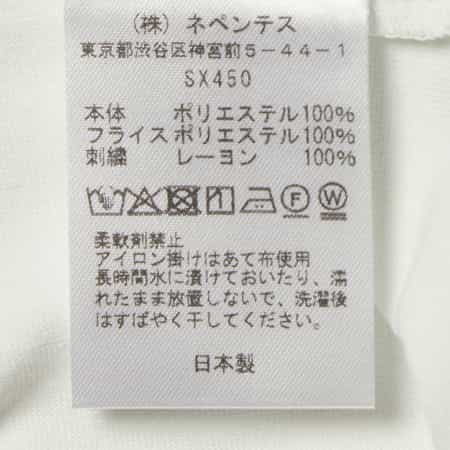 (株) ネペンテス
東京都渋谷区神宮前5-44-1
SX450
本体 ポリエステル100%
フライス ポリエステル100%
刺繍 レーヨン 100%
F W
柔軟剤禁止
アイロン掛けはあて布使用
長時間水に漬けておいたり、濡
れたまま放置しないで、洗濯後
はすばやく干してください。
日本製